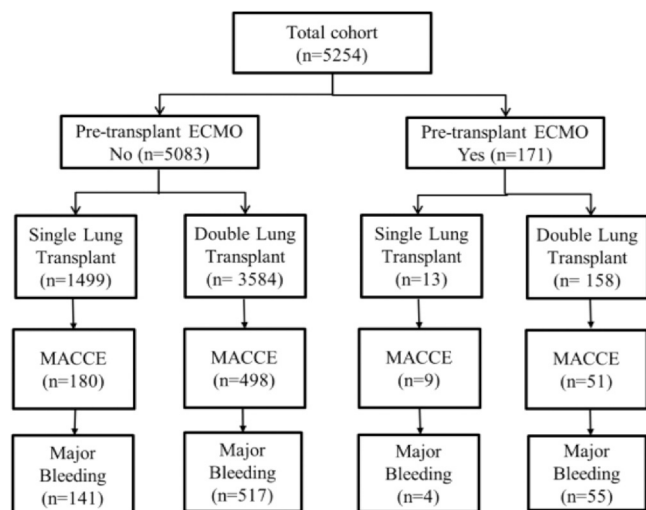 Total cohort
(n=5254)
Pre-transplant ECMO
No (n=5083)
Pre-transplant ECMO
Yes (n=171)
Single Lung
Transplant
(n=1499)
Double Lung
Transplant
(n= 3584)
Single Lung
Transplant
(n=13)
Double Lung
Transplant
(n= 158)
MACCE
(n=180)
MACCE
(n=498)
MACCE
(n=9)
MACCE
(n=51)
Major
Bleeding
(n=141)
Major
Bleeding
(n=517)
Major
Bleeding
(n=4)
Major
Bleeding
(n=55)